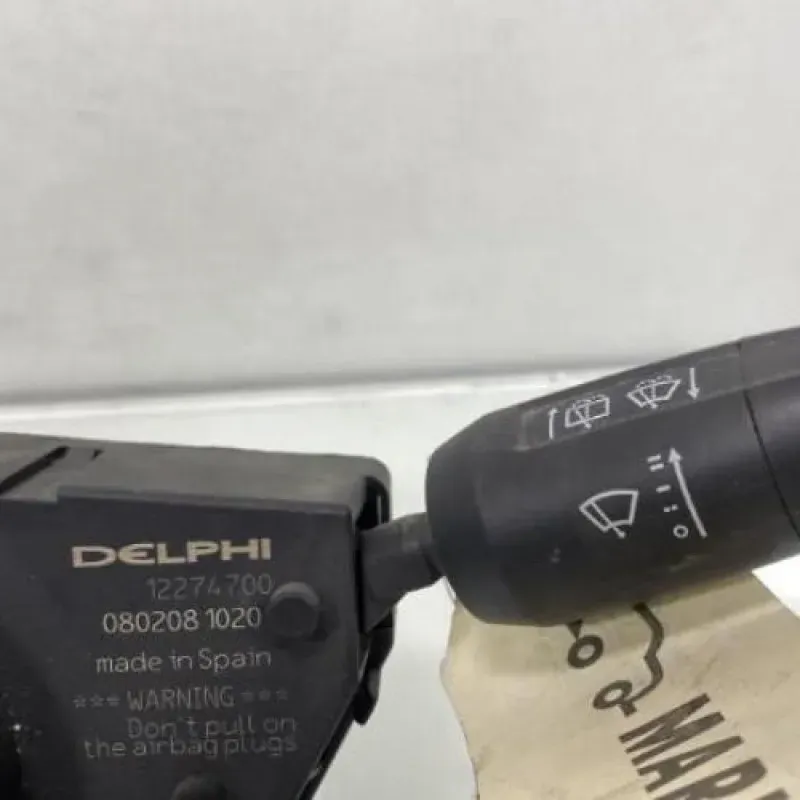 DELPHI
12274700
080208 1020
made in Spain
*** WARNING ***
Don't pull on
the airbag plugs